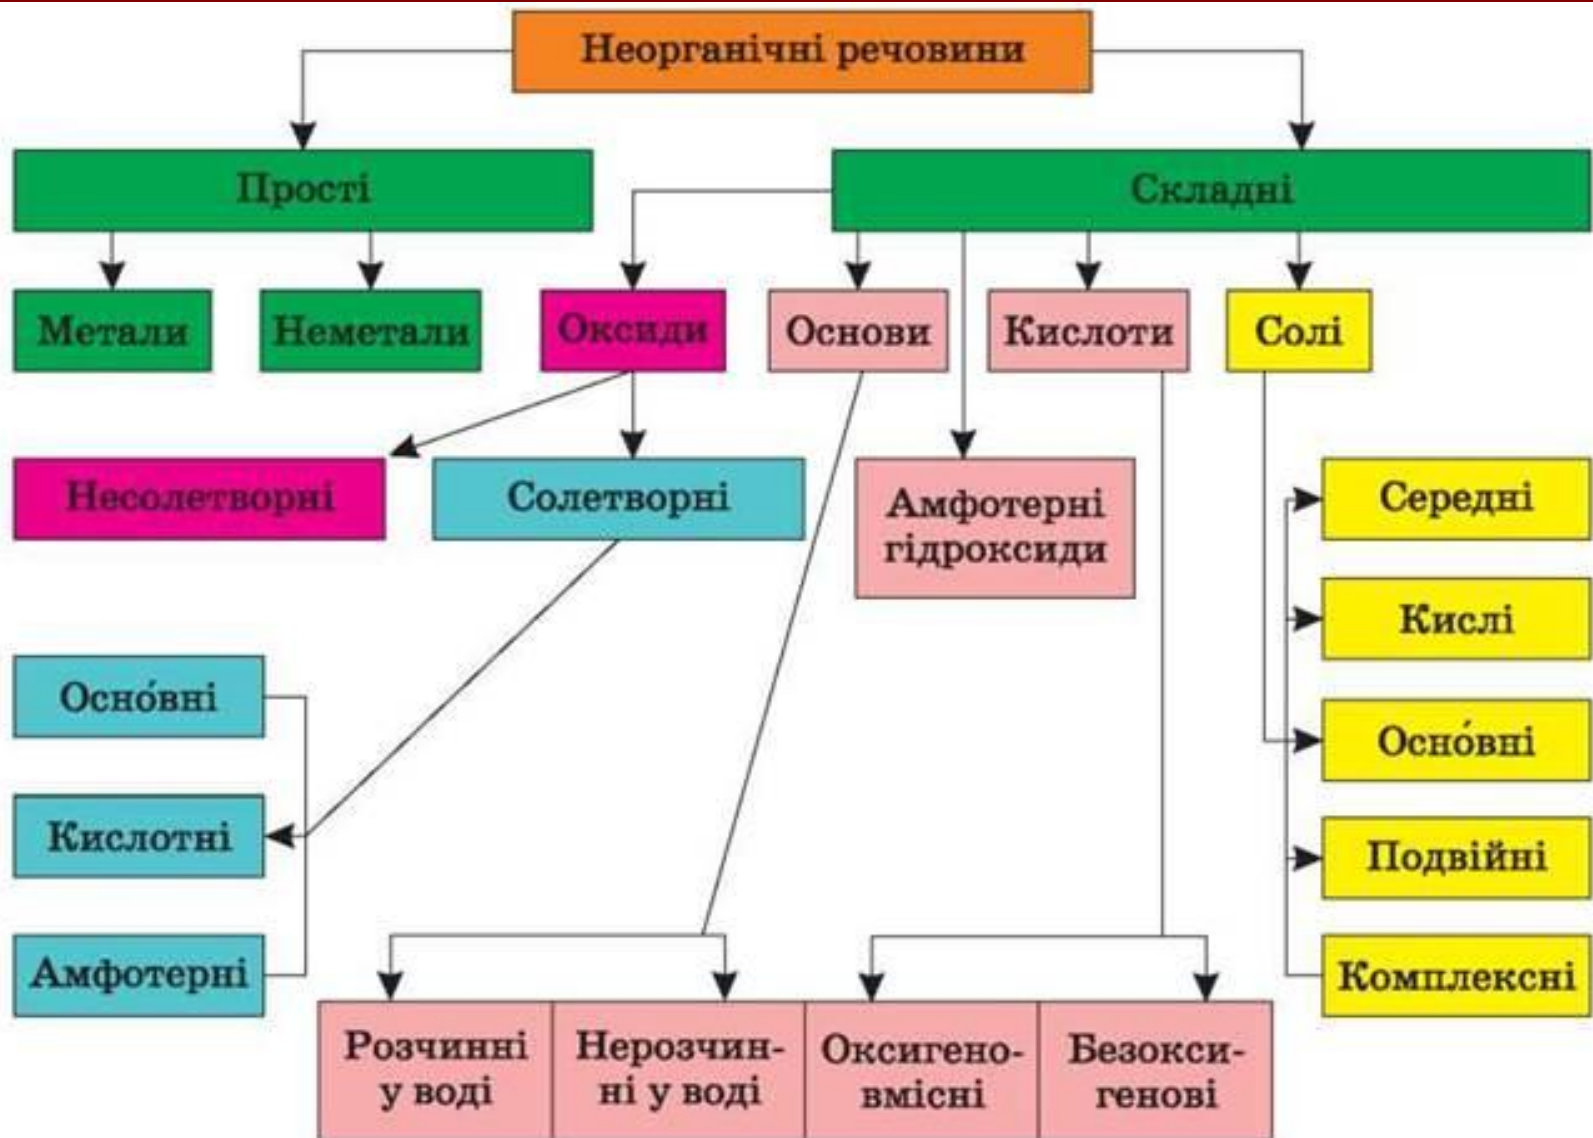 Неорганічні речовини
Прості
Складні
Метали
Неметали
Оксиди
Основи
Кислоти
Солі
Несолетворні
Солетворні
Амфотерні
гідроксиди
Середні
Кислі
Осно́вні
Подвійні
Комплексні
Осно́вні
Кислотні
Амфотерні
Розчинні
у воді
Нерозчин-
ні у воді
Оксигено-
вмісні
Безокси-
генові